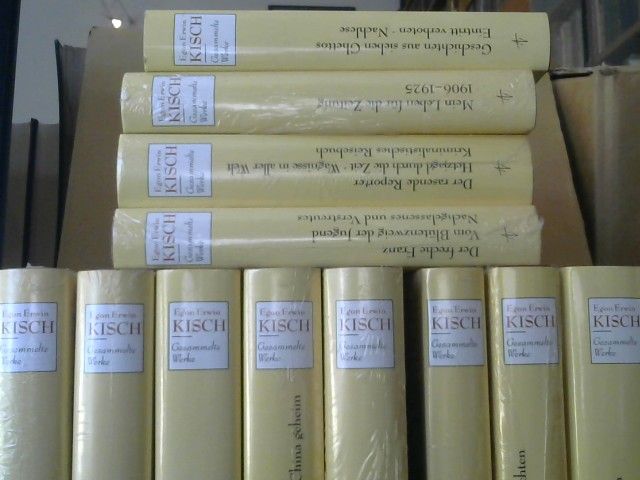 Egon Erwin
KISCH
Gesammelte
Werke
Geschichten aus sieben Ghettos
Eintritt verboten · Nachlese
Egon Erwin
KISCH
Gesammelte
Werke
Mein Leben für die Zeitung
1906–1925
Egon Erwin
KISCH
Gesammelte
Werke
Der rasende Reporter
Hetzjagd durch die Zeit · Wagnisse in aller Welt
Kriminalistisches Reisebuch
Egon Erwin
KISCH
Gesammelte
Werke
Der freche Franz
Vom Blütenzweig der Jugend
Nachgelassenes und Verstreutes
Egon Erwin
KISCH
Gesammelte
Werke
Egon Erwin
KISCH
Gesammelte
Werke
Egon Erwin
KISCH
Gesammelte
Werke
Egon Erwin
KISCH
Gesammelte
Werke
China geheim
Egon Erwin
KISCH
Gesammelte
Werke
Egon Erwin
KISCH
Gesammelte
Werke
Egon Erwin
KISCH
Gesammelte
Werke
chten
Egon Erwin
KISCH
Gesammelte
Werke